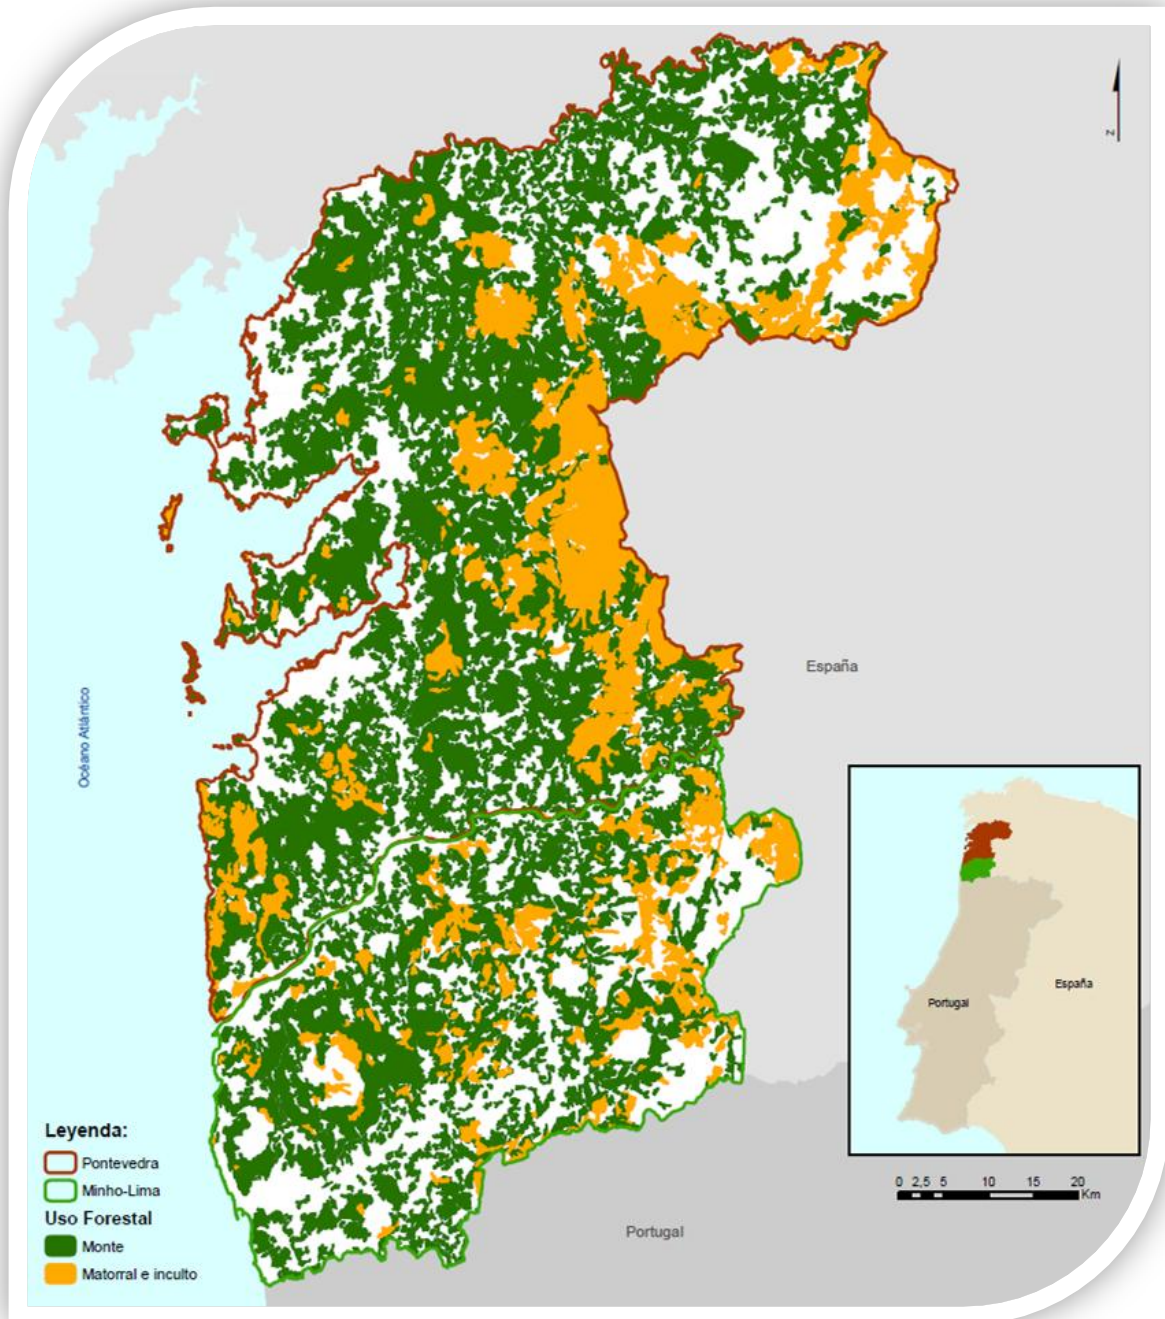 N
España
Océano Atlántico
España
Portugal
Leyenda:
Pontevedra
Minho-Lima
Uso Forestal
Monte
Matorral e inculto
0 2,5 5 10 15 20
Km
Portugal